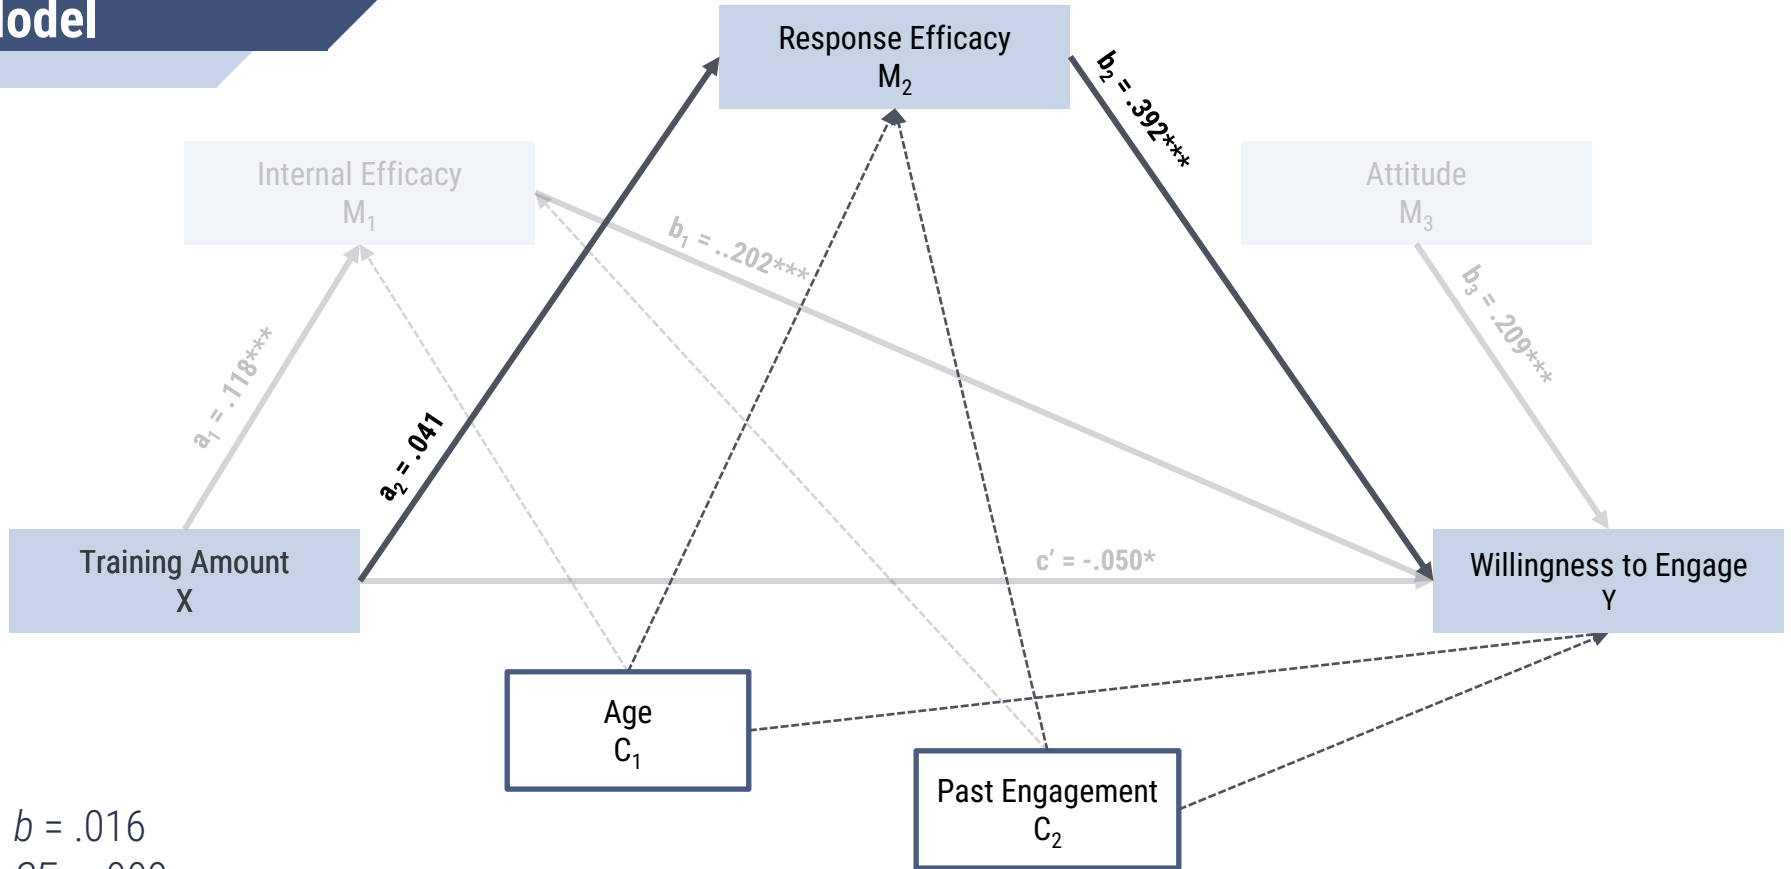 Response Efficacy
M₂
b₂ = .392***
Internal Efficacy
M₁
Attitude
M₃
b₁ = ..202***
b₃ = .209***
a₁ = .118***
a₂ = .041
Training Amount
X
c’ = -.050*
Willingness to Engage
Y
Age
C₁
Past Engagement
C₂
b = .016